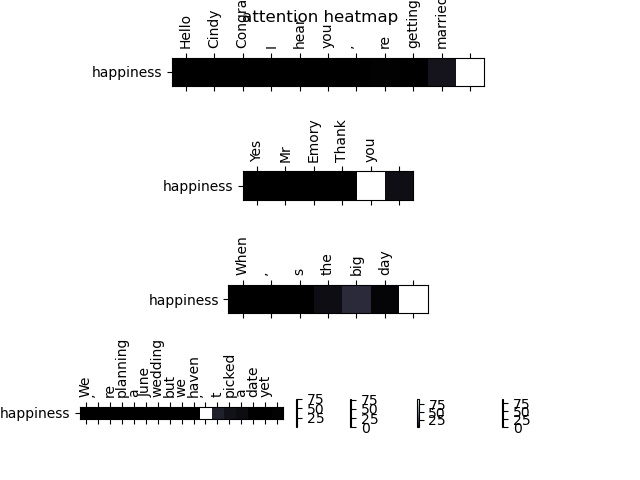 attention heatmap
Hello Cindy Congra I hear you , re getting married
happiness
Yes Mr Emory Thank you
happiness
When , s the big day
happiness
We , re planning a June wedding but we haven , t picked a date yet
happiness
75 50 25
75 50 25 0
75 50 25
75 50 25 0